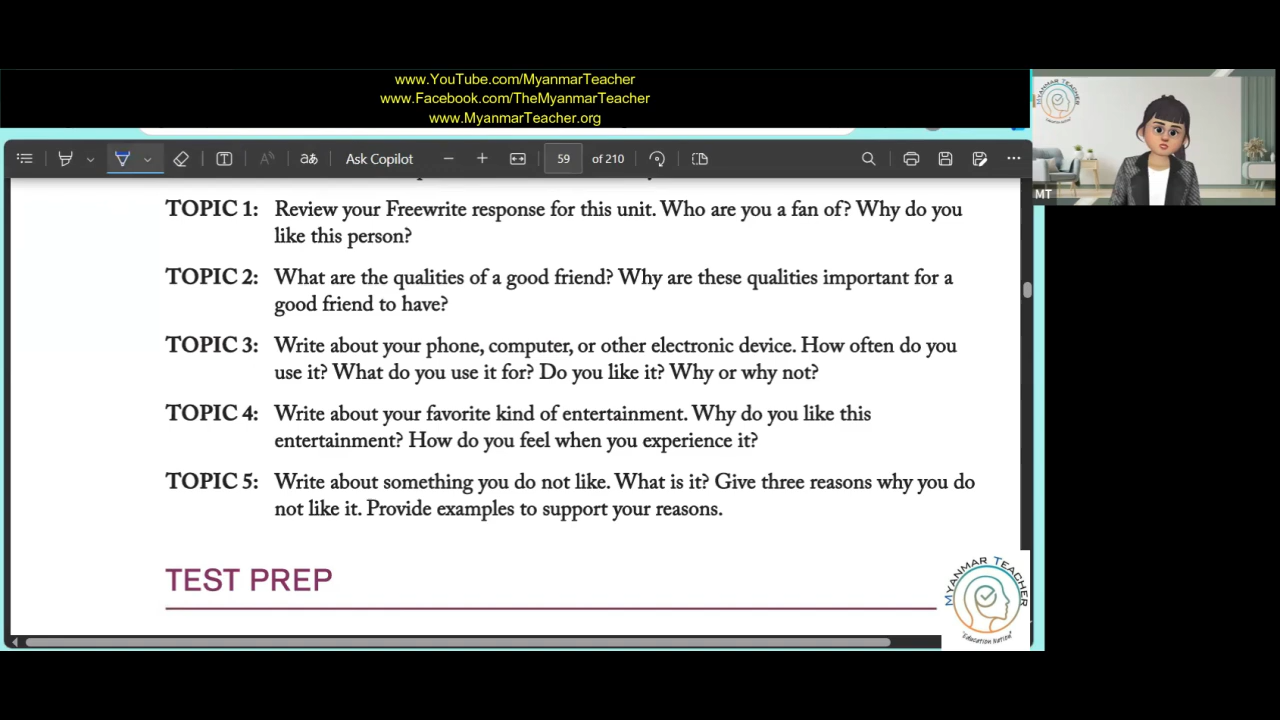 www.YouTube.com/MyanmarTeacher
www.Facebook.com/TheMyanmarTeacher
www.MyanmarTeacher.org
MYANMAR TEACHER
MT
Ask Copilot
59 of 210
TOPIC 1: Review your Freewrite response for this unit. Who are you a fan of? Why do you
like this person?
TOPIC 2: What are the qualities of a good friend? Why are these qualities important for a
good friend to have?
TOPIC 3: Write about your phone, computer, or other electronic device. How often do you
use it? What do you use it for? Do you like it? Why or why not?
TOPIC 4: Write about your favorite kind of entertainment. Why do you like this
entertainment? How do you feel when you experience it?
TOPIC 5: Write about something you do not like. What is it? Give three reasons why you do
not like it. Provide examples to support your reasons.
TEST PREP
MYANMAR TEACHER
"Education Nation"